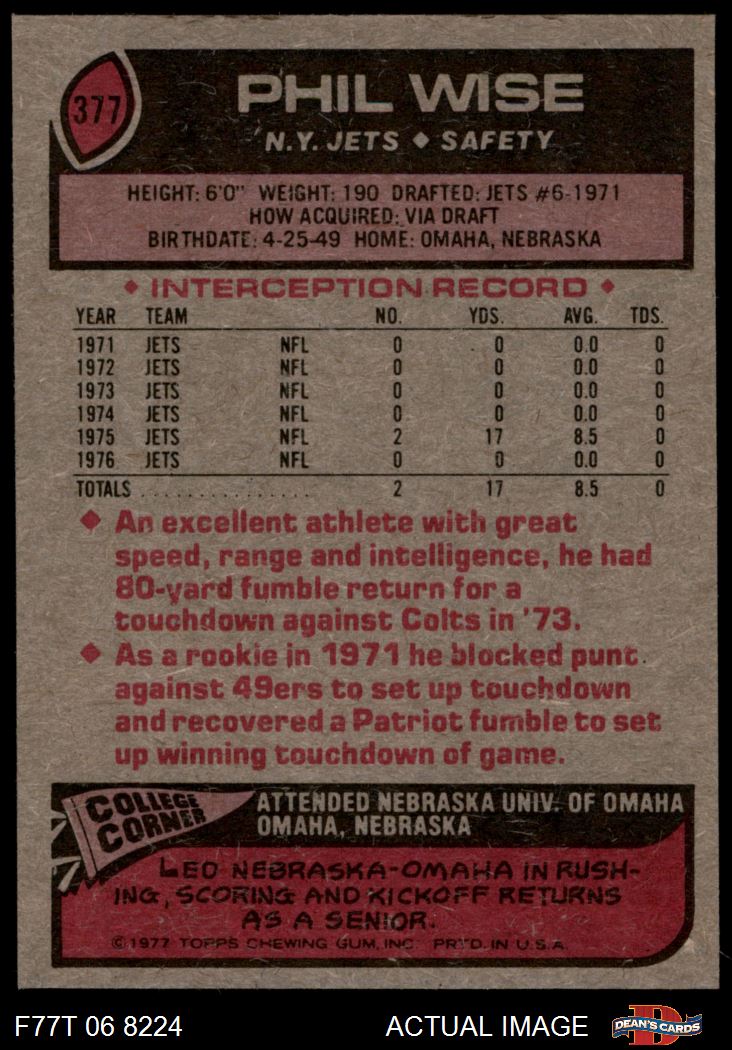 377
PHIL WISE
N.Y. JETS ◆ SAFETY
HEIGHT: 6'0" WEIGHT: 190 DRAFTED: JETS #6-1971
HOW ACQUIRED: VIA DRAFT
BIRTHDATE: 4-25-49 HOME: OMAHA, NEBRASKA
◆ INTERCEPTION RECORD ◆
YEAR TEAM NO. YDS. AVG. TDS.
1971 JETS NFL 0 0 0.0 0
1972 JETS NFL 0 0 0.0 0
1973 JETS NFL 0 0 0.0 0
1974 JETS NFL 0 0 0.0 0
1975 JETS NFL 2 17 8.5 0
1976 JETS NFL 0 0 0.0 0
TOTALS ................ 2 17 8.5 0
◆ An excellent athlete with great
speed, range and intelligence, he had
80-yard fumble return for a
touchdown against Colts in '73.
◆ As a rookie in 1971 he blocked punt
against 49ers to set up touchdown
and recovered a Patriot fumble to set
up winning touchdown of game.
COLLEGE
CORNER
ATTENDED NEBRASKA UNIV. OF OMAHA
OMAHA, NEBRASKA
LED NEBRASKA-OMAHA IN RUSH-
ING, SCORING AND KICKOFF RETURNS
AS A SENIOR.
© 1977 TOPPS CHEWING GUM, INC. PRTD. IN U.S.A.
F77T 06 8224 ACTUAL IMAGE
D
DEAN'S CARDS